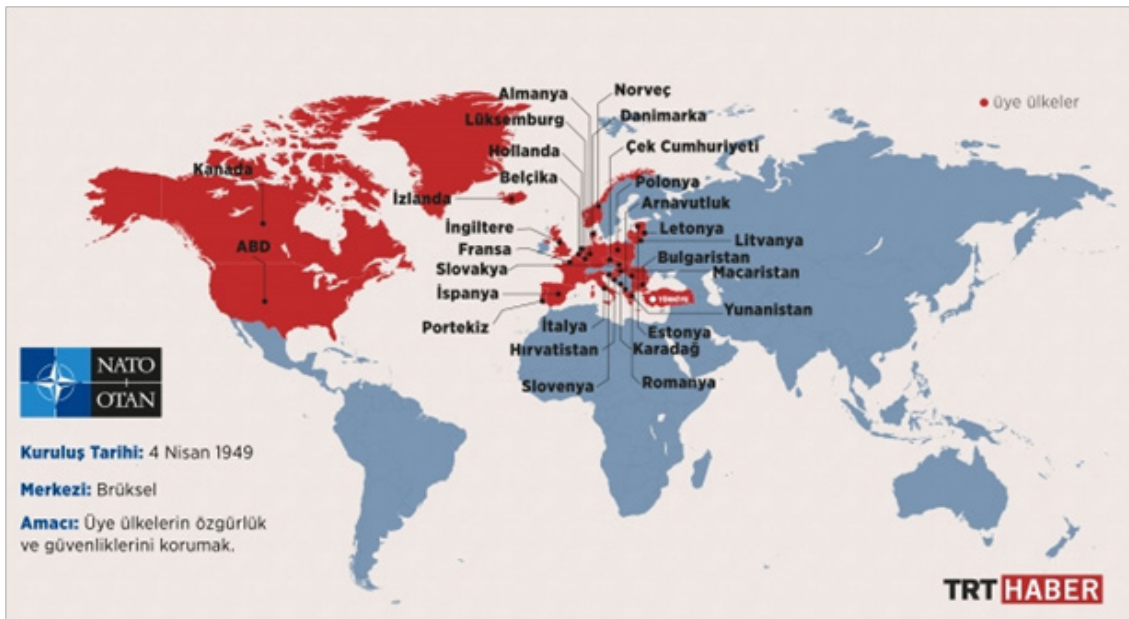 Almanya
Norveç
Lüksemburg
Danimarka
üye ülkeler
Hollanda
Çek Cumhuriyeti
Kanada
Belçika
Polonya
İzlanda
Arnavutluk
İngiltere
Letonya
ABD
Litvanya
Fransa
Bulgaristan
Slovakya
Macaristan
İspanya
TÜRKİYE
Yunanistan
Portekiz
İtalya
Estonya
Hırvatistan
Karadağ
Slovenya
Romanya
NATO
OTAN
Kuruluş Tarihi: 4 Nisan 1949
Merkezi: Brüksel
Amacı: Üye ülkelerin özgürlük
ve güvenliklerini korumak.
TRT HABER